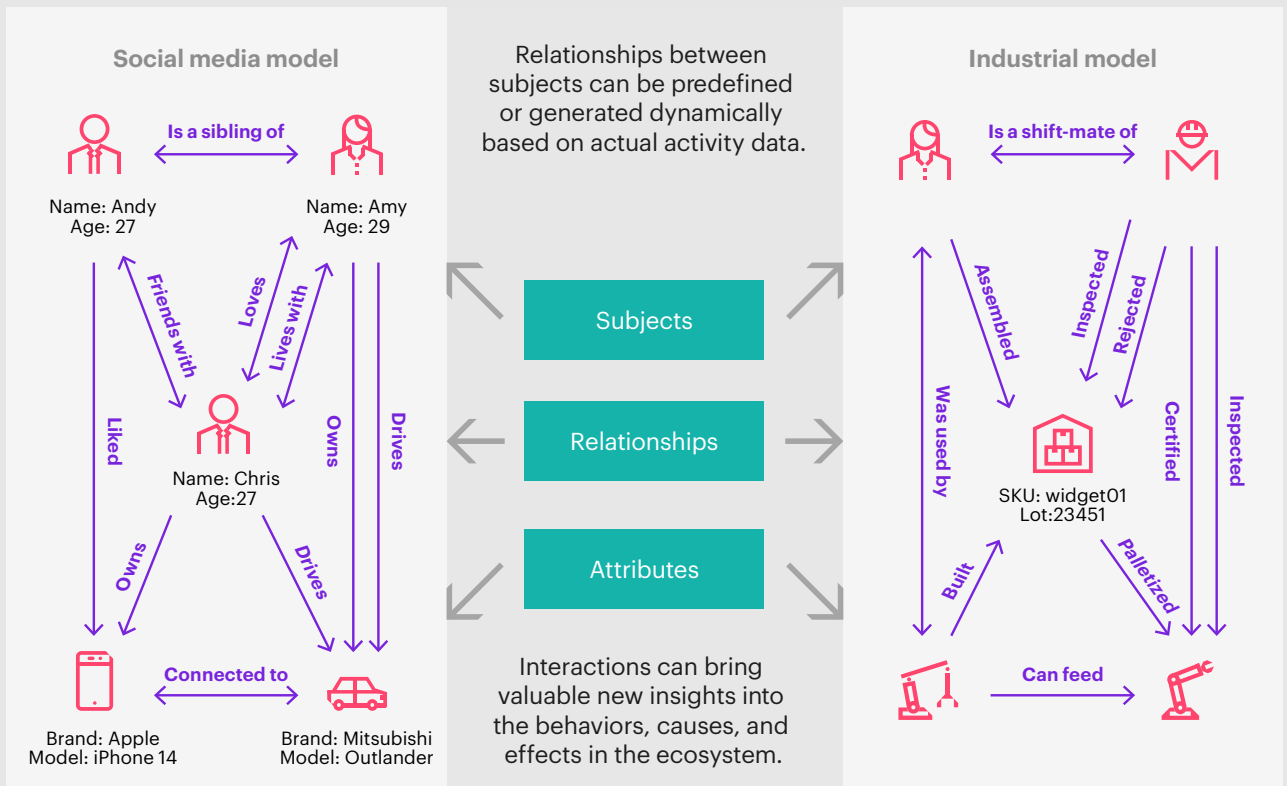 Social media model
Is a sibling of
Name: Andy
Age: 27
Name: Amy
Age: 29
Friends with
Loves
Lives with
Liked
Owns
Drives
Name: Chris
Age:27
Owns
Drives
Connected to
Brand: Apple
Model: iPhone 14
Brand: Mitsubishi
Model: Outlander
Relationships between
subjects can be predefined
or generated dynamically
based on actual activity data.
Subjects
Relationships
Attributes
Interactions can bring
valuable new insights into
the behaviors, causes, and
effects in the ecosystem.
Industrial model
Is a shift-mate of
Assembled
Inspected
Rejected
Was used by
Certified
Inspected
SKU: widget01
Lot:23451
Built
Palletized
Can feed